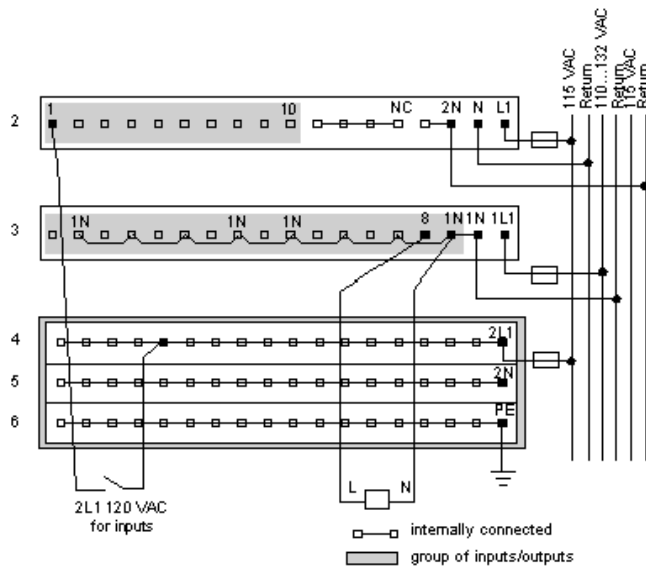 115 VAC
Return
110...132 VAC
Return
115 VAC
Return
2
1
10
NC
2N
N
L1
3
1N
1N
1N
8
1N
1N
1L1
4
2L1
5
2N
6
PE
2L1 120 VAC
for inputs
L
N
internally connected
group of inputs/outputs